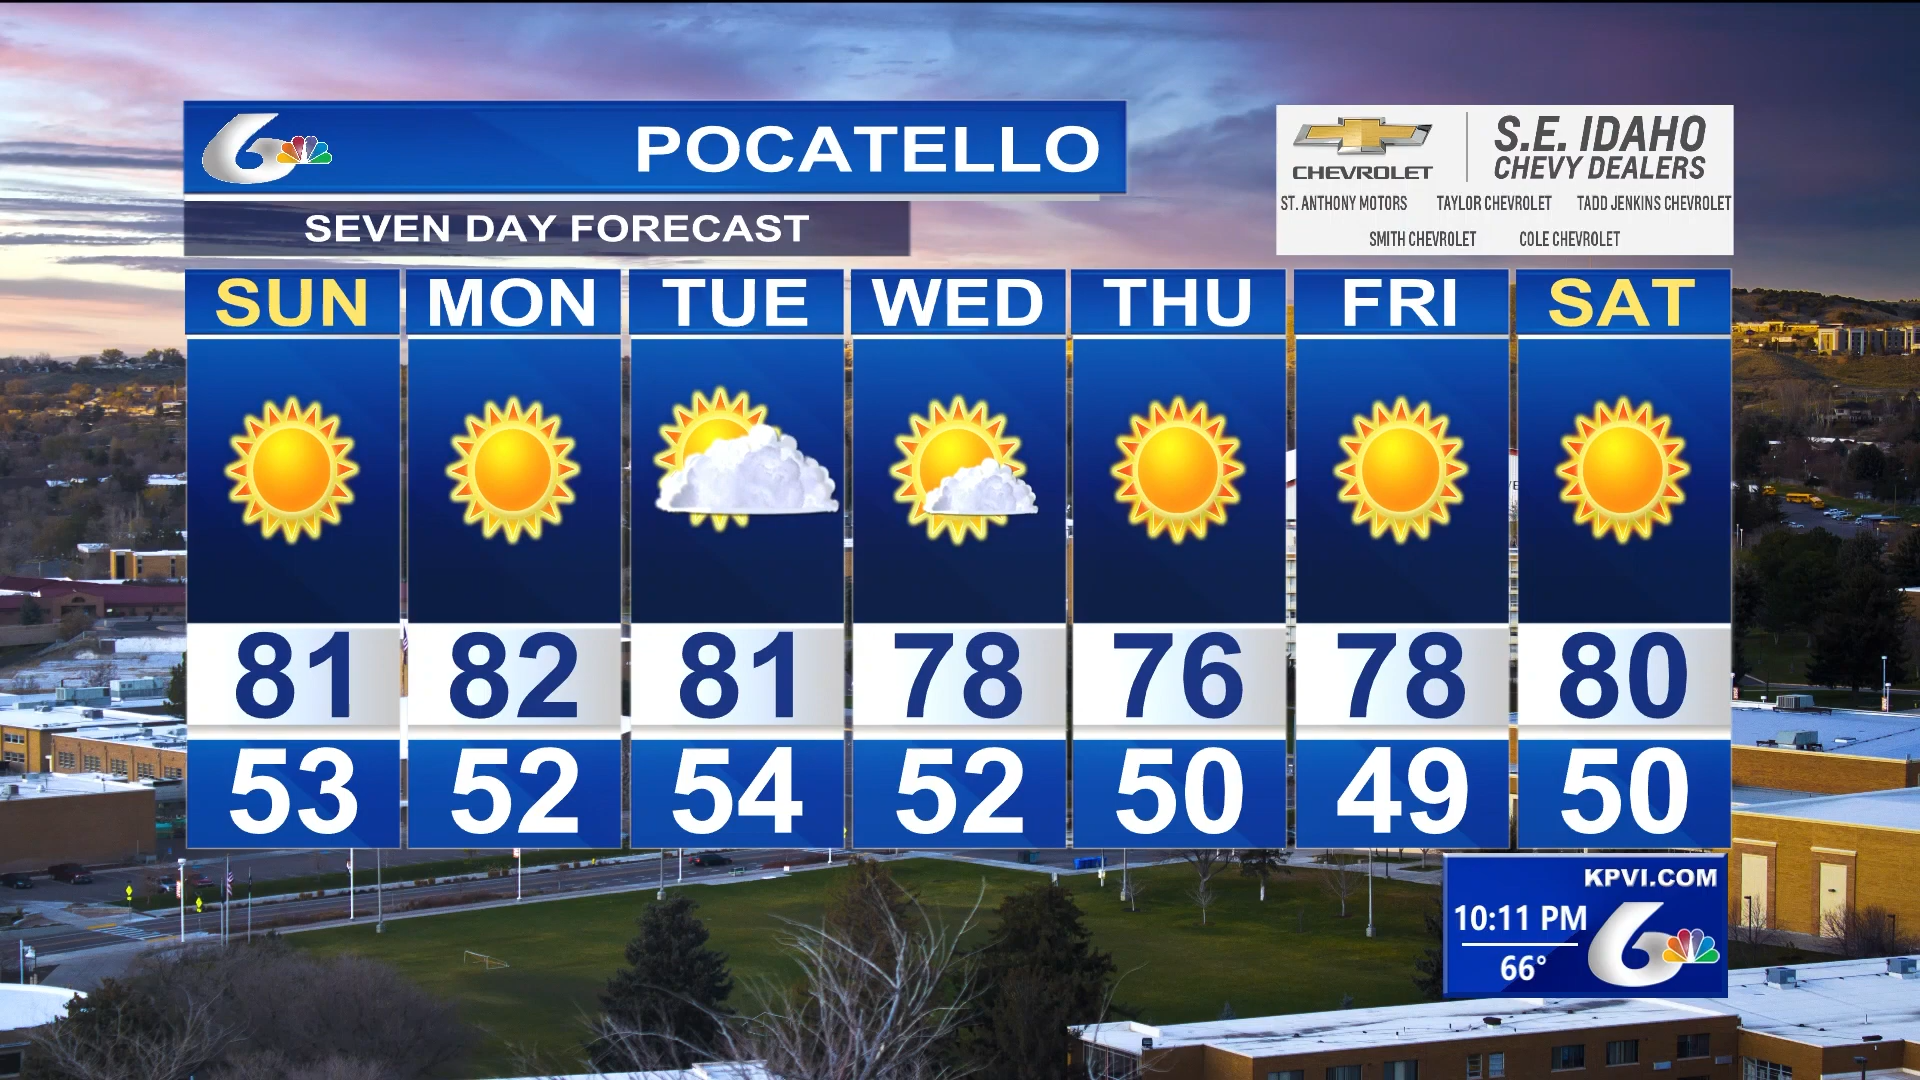 6
POCATELLO
SEVEN DAY FORECAST
CHEVROLET
S.E. IDAHO
CHEVY DEALERS
ST. ANTHONY MOTORS TAYLOR CHEVROLET TADD JENKINS CHEVROLET
SMITH CHEVROLET COLE CHEVROLET
SUN MON TUE WED THU FRI SAT
81 82 81 78 76 78 80
53 52 54 52 50 49 50
KPVI.COM
10:11 PM
66°
6